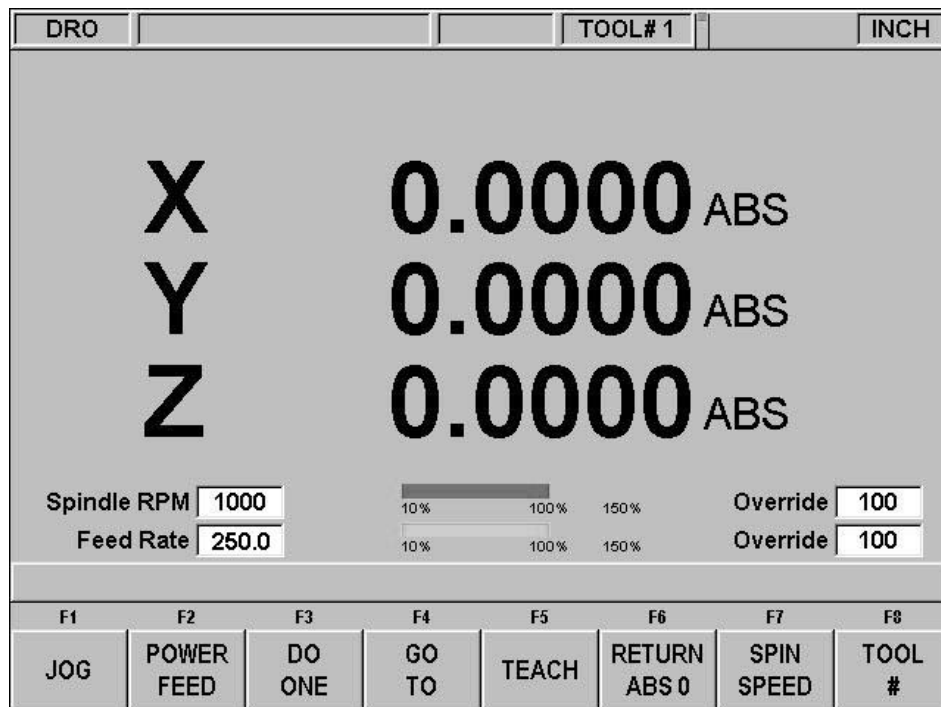 DRO TOOL# 1 INCH
X 0.0000 ABS
Y 0.0000 ABS
Z 0.0000 ABS
Spindle RPM 1000 10% 100% 150% Override 100
Feed Rate 250.0 10% 100% 150% Override 100
F1 F2 F3 F4 F5 F6 F7 F8
JOG POWER FEED DO ONE GO TO TEACH RETURN ABS 0 SPIN SPEED TOOL #